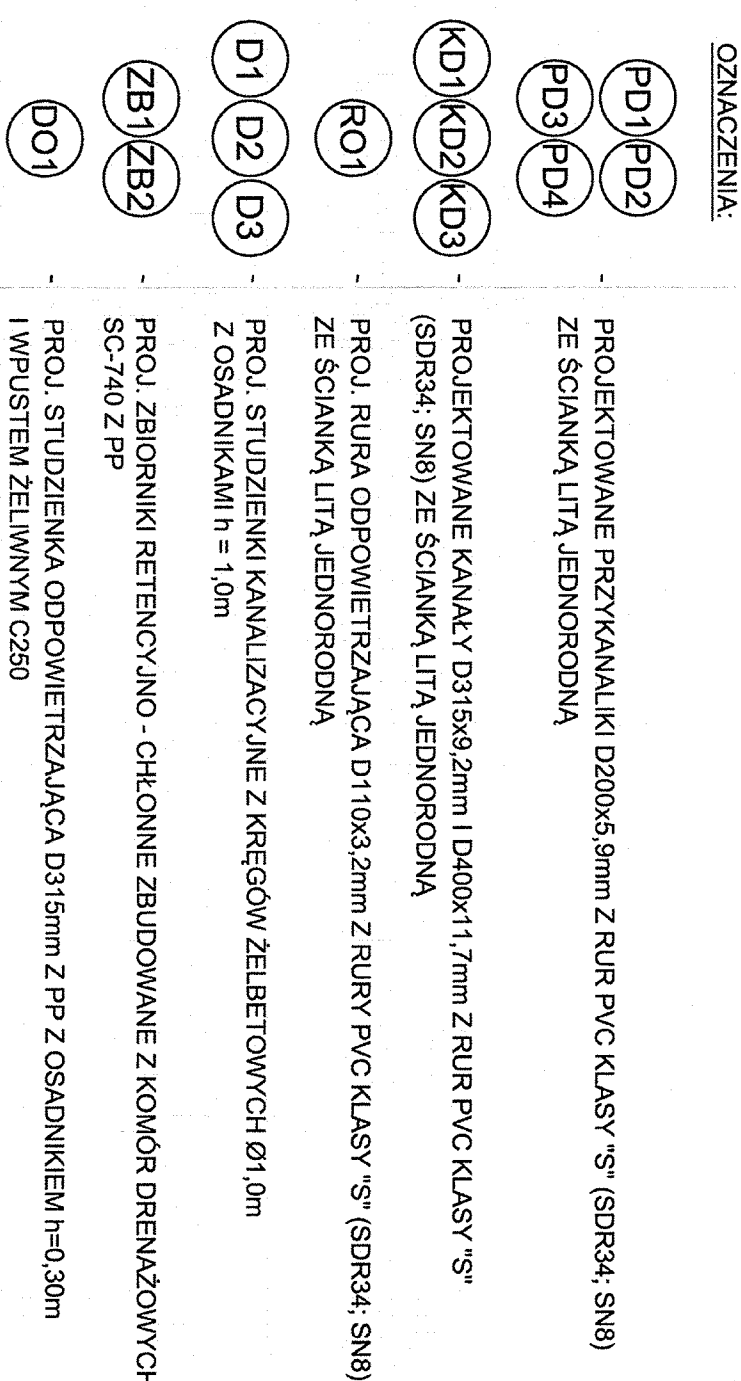 OZNACZENIA:
PD1 PD2
PD3 PD4
- PROJEKTOWANE PRZYKANALIKI D200x5,9mm Z RUR PVC KLASY "S" (SDR34; SN8)
ZE ŚCIANKĄ LITĄ JEDNORODNĄ
KD1 KD2 KD3 - PROJEKTOWANE KANAŁY D315x9,2mm I D400x11,7mm Z RUR PVC KLASY "S"
(SDR34; SN8) ZE ŚCIANKĄ LITĄ JEDNORODNĄ
RO1 - PROJ. RURA ODPOWIETRZAJĄCA D110x3,2mm Z RURY PVC KLASY "S" (SDR34; SN8)
ZE ŚCIANKĄ LITĄ JEDNORODNĄ
D1 D2 D3 - PROJ. STUDZIENKI KANALIZACYJNE Z KRĘGÓW ŻELBETOWYCH Ø1,0m
Z OSADNIKAMI h = 1,0m
ZB1 ZB2 - PROJ. ZBIORNIKI RETENCYJNO - CHŁONNE ZBUDOWANE Z KOMÓR DRENAŻOWYCH
SC-740 Z PP
DO1 - PROJ. STUDZIENKA ODPOWIETRZAJĄCA D315mm Z PP Z OSADNIKIEM h=0,30m
I WPUSTEM ŻELIWNYM C250